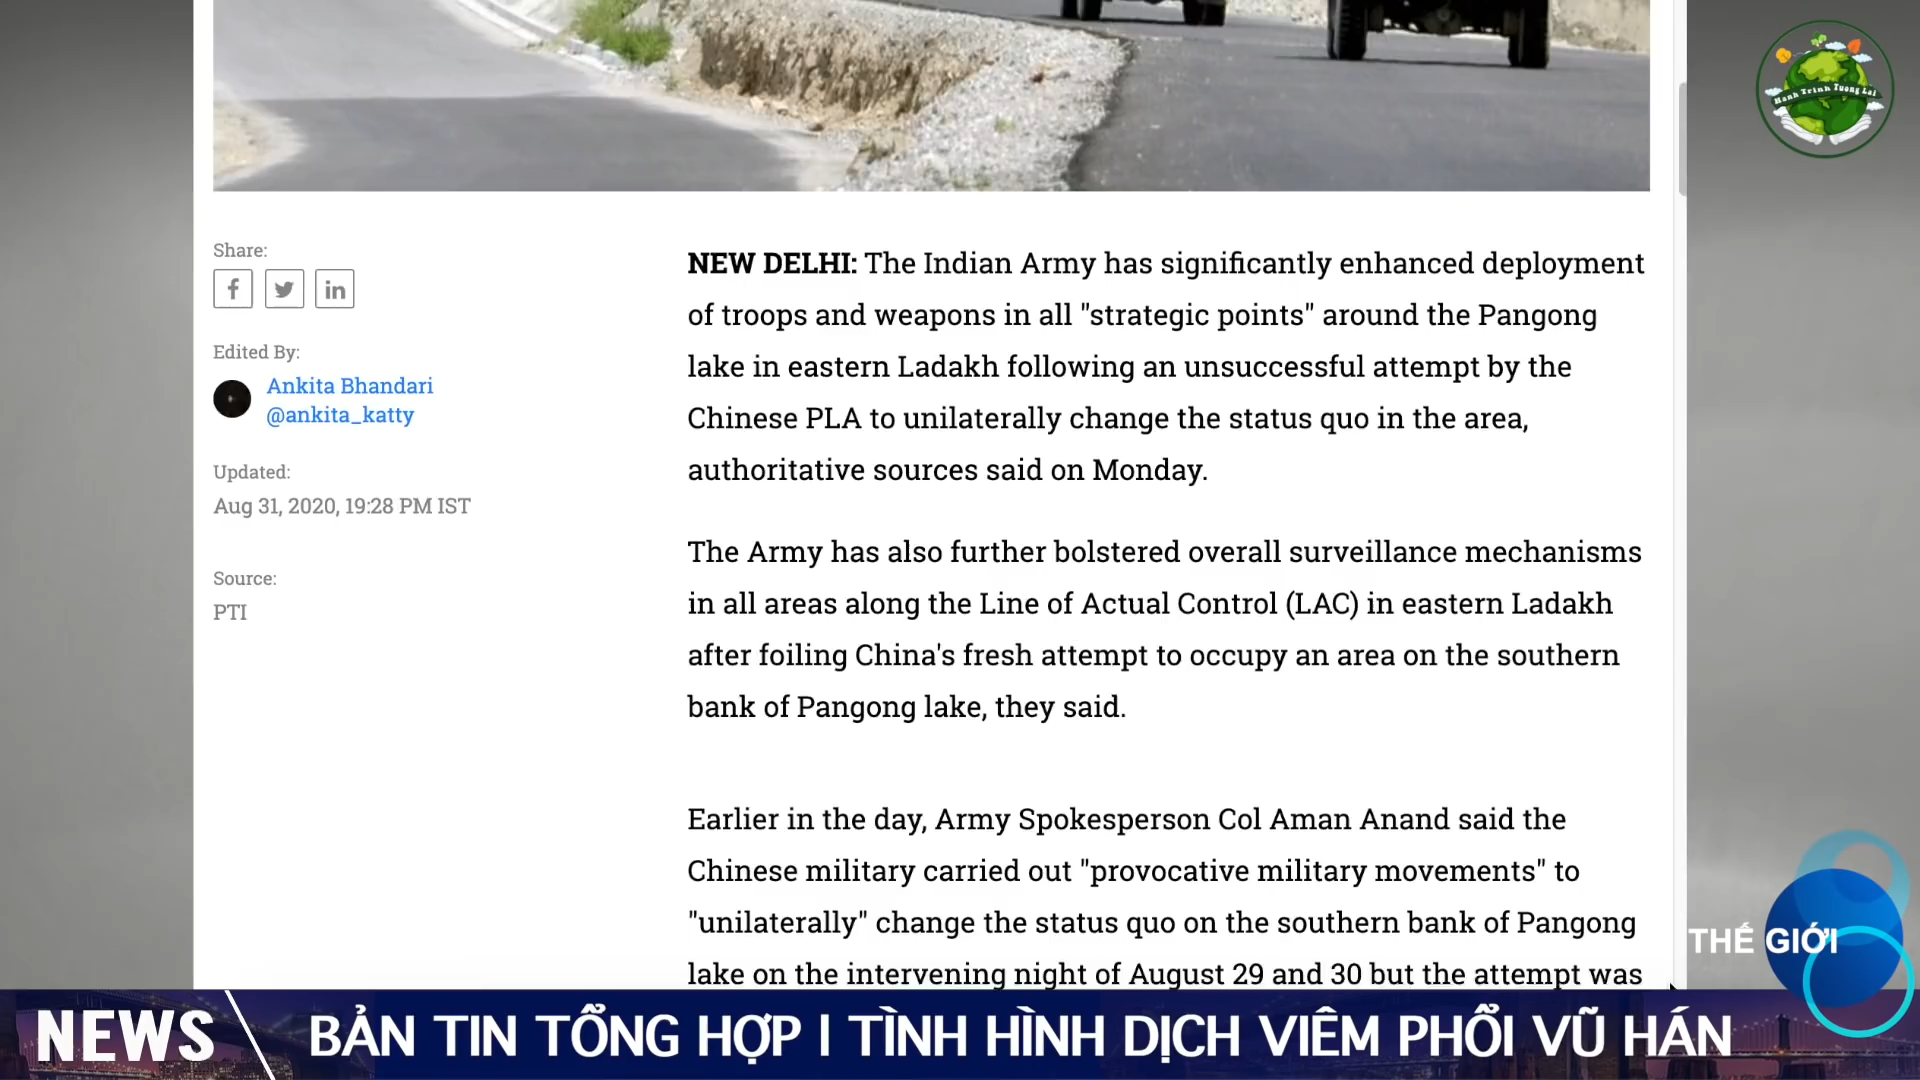 Hanh Trinh Tuong Lai
Share:
Edited By:
Ankita Bhandari
@ankita_katty
Updated:
Aug 31, 2020, 19:28 PM IST
Source:
PTI
NEW DELHI: The Indian Army has significantly enhanced deployment
of troops and weapons in all "strategic points" around the Pangong
lake in eastern Ladakh following an unsuccessful attempt by the
Chinese PLA to unilaterally change the status quo in the area,
authoritative sources said on Monday.
The Army has also further bolstered overall surveillance mechanisms
in all areas along the Line of Actual Control (LAC) in eastern Ladakh
after foiling China's fresh attempt to occupy an area on the southern
bank of Pangong lake, they said.
Earlier in the day, Army Spokesperson Col Aman Anand said the
Chinese military carried out "provocative military movements" to
"unilaterally" change the status quo on the southern bank of Pangong
lake on the intervening night of August 29 and 30 but the attempt was
THẾ GIỚI
NEWS
BẢN TIN TỔNG HỢP | TÌNH HÌNH DỊCH VIÊM PHỔI VŨ HÁN